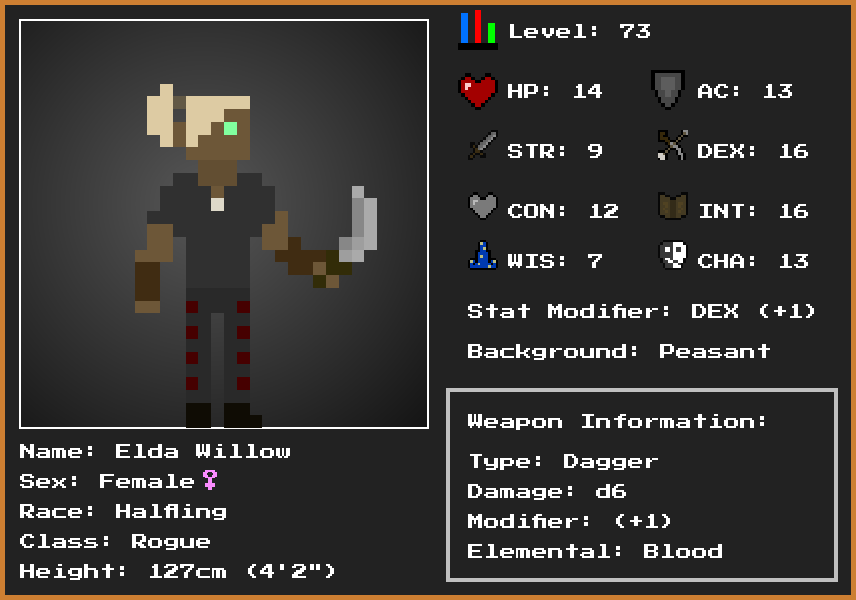 Level: 73
HP: 14
AC: 13
STR: 9
DEX: 16
CON: 12
INT: 16
WIS: 7
CHA: 13
Stat Modifier: DEX (+1)
Background: Peasant
Weapon Information:
Type: Dagger
Damage: d6
Modifier: (+1)
Elemental: Blood
Name: Elda Willow
Sex: Female♀
Race: Halfling
Class: Rogue
Height: 127cm (4'2")